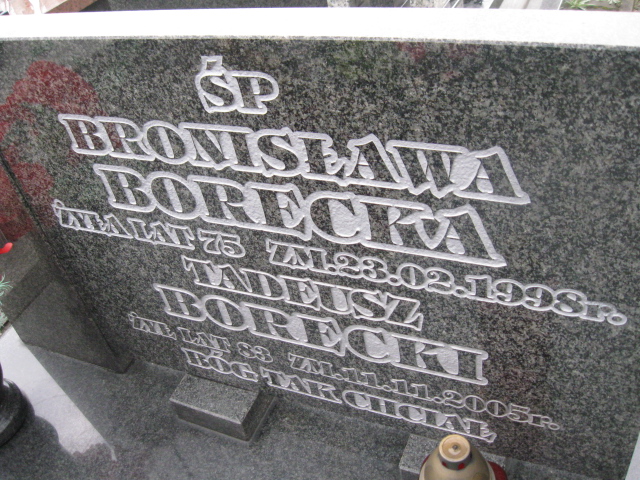 ŚP
BRONISŁAWA
BORECKA
ŻYŁA LAT 75 ZM.23.02.1998r.
TADEUSZ
BORECKI
ŻYŁ LAT 83 ZM.11.11.2005r.
BÓG TAK CHCIAŁ